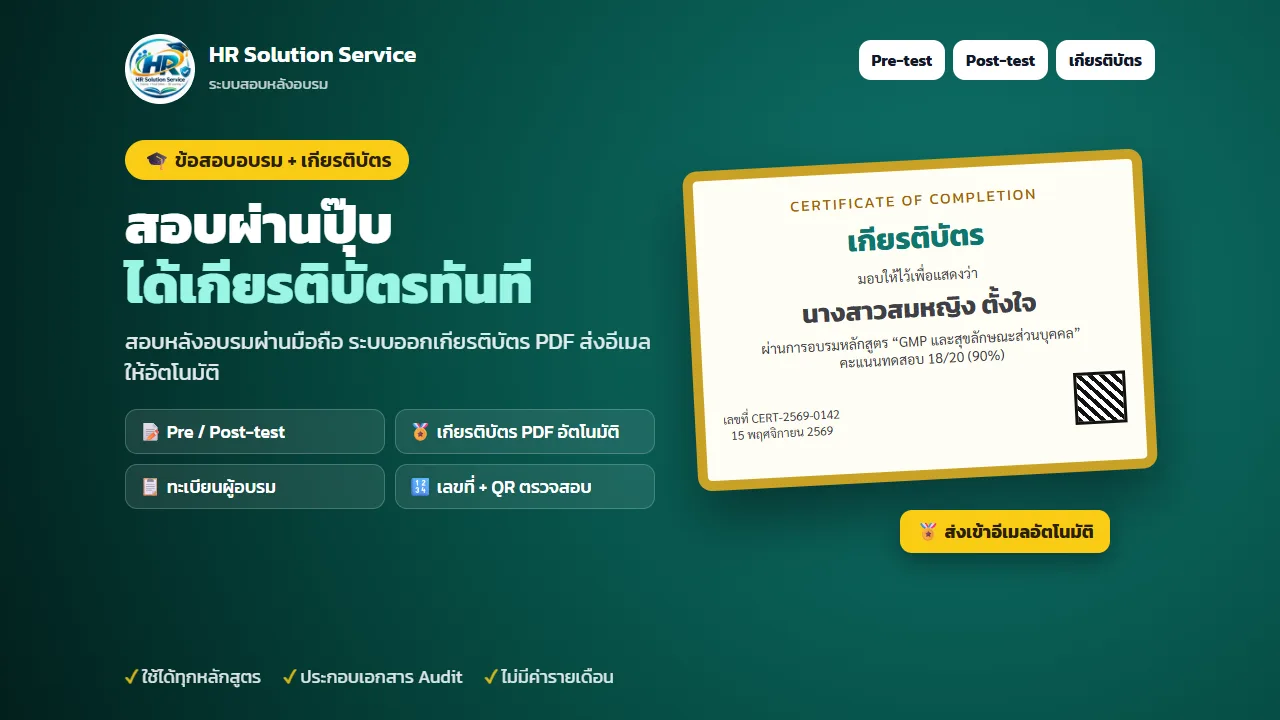 HR Solution Service
ระบบสอบหลังอบรม
HR
HR Solution Service
Pre-test
Post-test
เกียรติบัตร
ข้อสอบอบรม + เกียรติบัตร
สอบผ่านปุ๊บ
ได้เกียรติบัตรทันที
สอบหลังอบรมผ่านมือถือ ระบบออกเกียรติบัตร PDF ส่งอีเมล
ให้อัตโนมัติ
Pre / Post-test
เกียรติบัตร PDF อัตโนมัติ
ทะเบียนผู้อบรม
เลขที่ + QR ตรวจสอบ
CERTIFICATE OF COMPLETION
เกียรติบัตร
มอบให้ไว้เพื่อแสดงว่า
นางสาวสมหญิง ตั้งใจ
ผ่านการอบรมหลักสูตร “GMP และสุขลักษณะส่วนบุคคล”
คะแนนทดสอบ 18/20 (90%)
เลขที่ CERT-2569-0142
15 พฤศจิกายน 2569
ส่งเข้าอีเมลอัตโนมัติ
✓ ใช้ได้ทุกหลักสูตร
✓ ประกอบเอกสาร Audit
✓ ไม่มีค่ารายเดือน